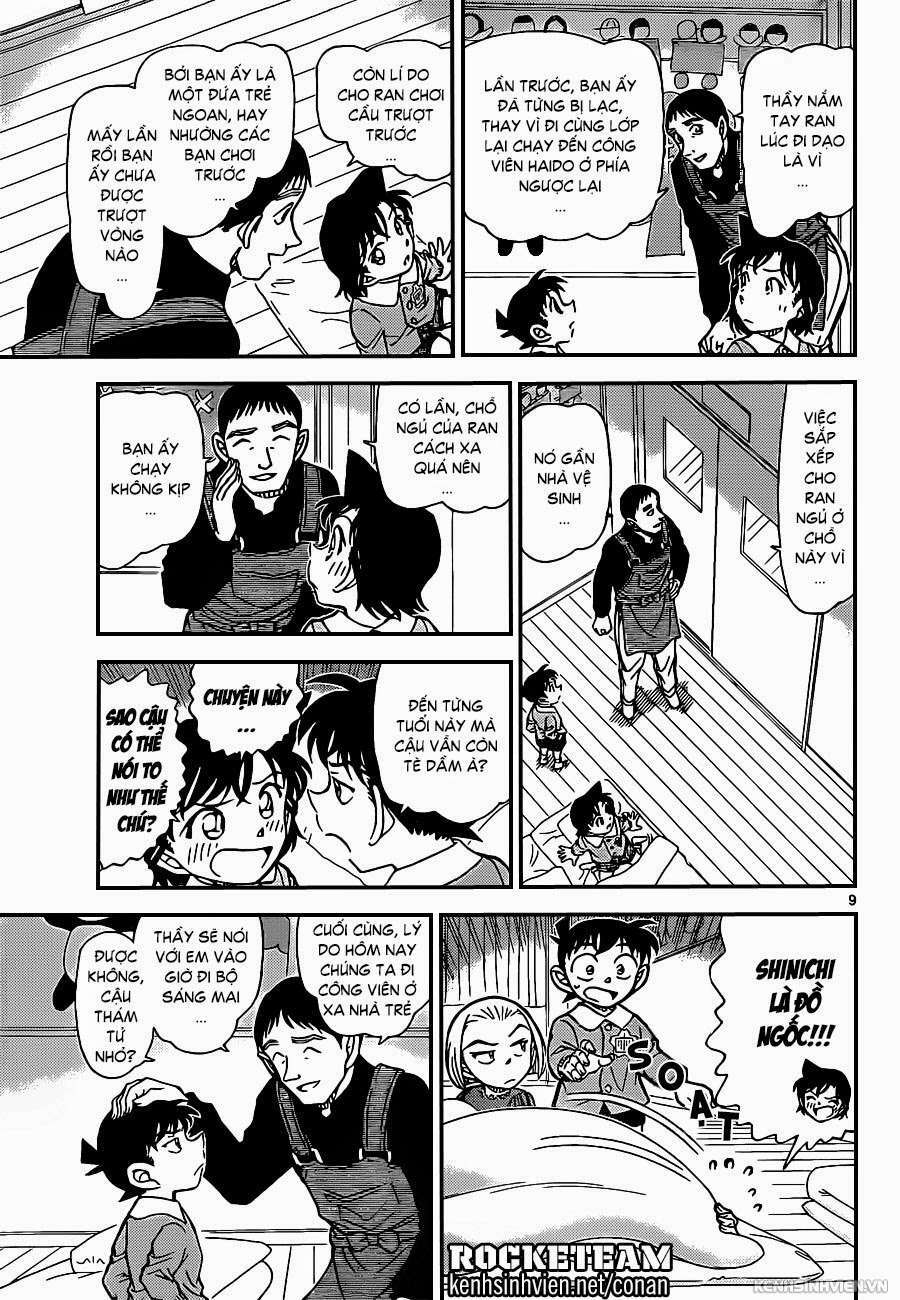 THẦY NẮM
TAY RAN
LÚC ĐI DẠO
LÀ VÌ
...
LẦN TRƯỚC, BẠN ẤY
ĐÃ TỪNG BỊ LẠC,
THAY VÌ ĐI CÙNG LỚP
LẠI CHẠY ĐẾN CÔNG
VIÊN HAIDO Ở PHÍA
NGƯỢC LẠI
...
CÒN LÍ DO
CHO RAN CHƠI
CẦU TRƯỢT
TRƯỚC
...
BỞI BẠN ẤY LÀ
MỘT ĐỨA TRẺ
NGOAN, HAY
NHƯỜNG CÁC
BẠN CHƠI
TRƯỚC
...
MẤY LẦN
RỒI BẠN
ẤY CHƯA
ĐƯỢC
TRƯỢT
VÒNG
NÀO
...
VIỆC
SẮP
XẾP
CHO
RAN
NGỦ Ở
CHỖ
NÀY VÌ
...
NÓ GẦN
NHÀ VỆ
SINH
...
CÓ LẦN, CHỖ
NGỦ CỦA RAN
CÁCH XA
QUÁ NÊN
...
BẠN ẤY
CHẠY
KHÔNG KỊP
...
ĐẾN TỪNG
TUỔI NÀY MÀ
CẬU VẪN CÒN
TÈ DẦM À?
CHUYỆN NÀY
...
SAO CẬU
CÓ THỂ
NÓI TO
NHƯ THẾ
CHỨ?
9
SHINICHI
LÀ ĐỒ
NGỐC!!!
SOẠT
CUỐI CÙNG, LÝ
DO HÔM NAY
CHÚNG TA ĐI
CÔNG VIÊN Ở
XA NHÀ TRẺ
...
THẦY SẼ NÓI
VỚI EM VÀO
GIỜ ĐI BỘ
SÁNG MAI
...
ĐƯỢC
KHÔNG,
CẬU
THÁM
TỬ
NHỎ?
ROCKETEAM
kenhsinhvien.net/conan
KENHSINHVIEN.VN